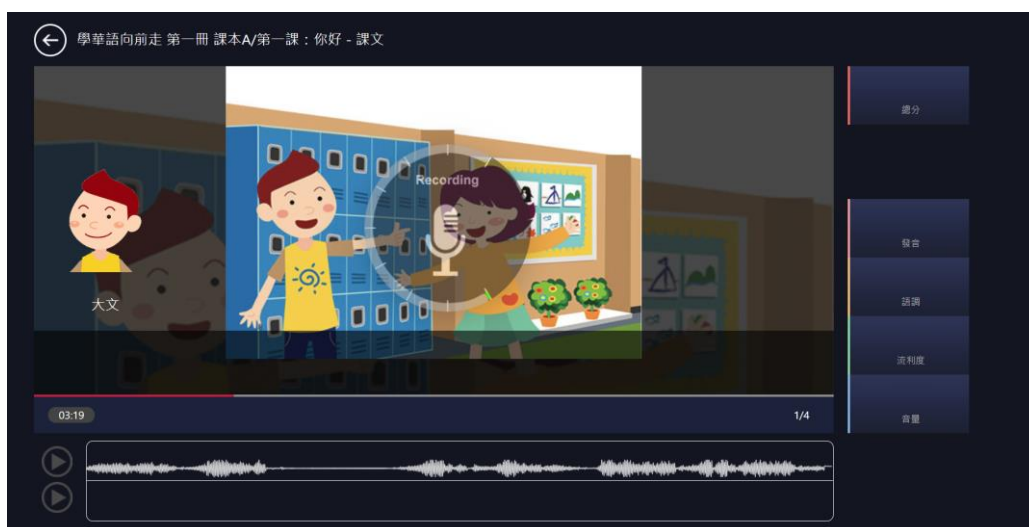 學華語向前走 第一冊 課本A/第一課：你好 - 課文
總分
Recording
大文
發音
語調
流利度
音量
03:19
1/4